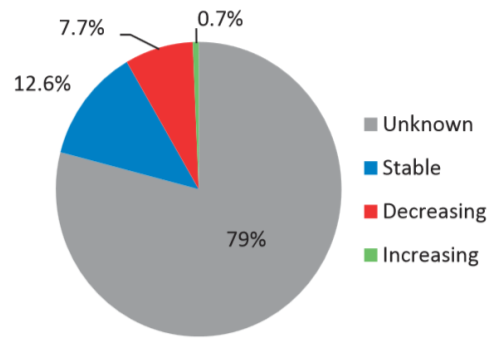 0.7%
7.7%
12.6%
79%
Unknown
Stable
Decreasing
Increasing